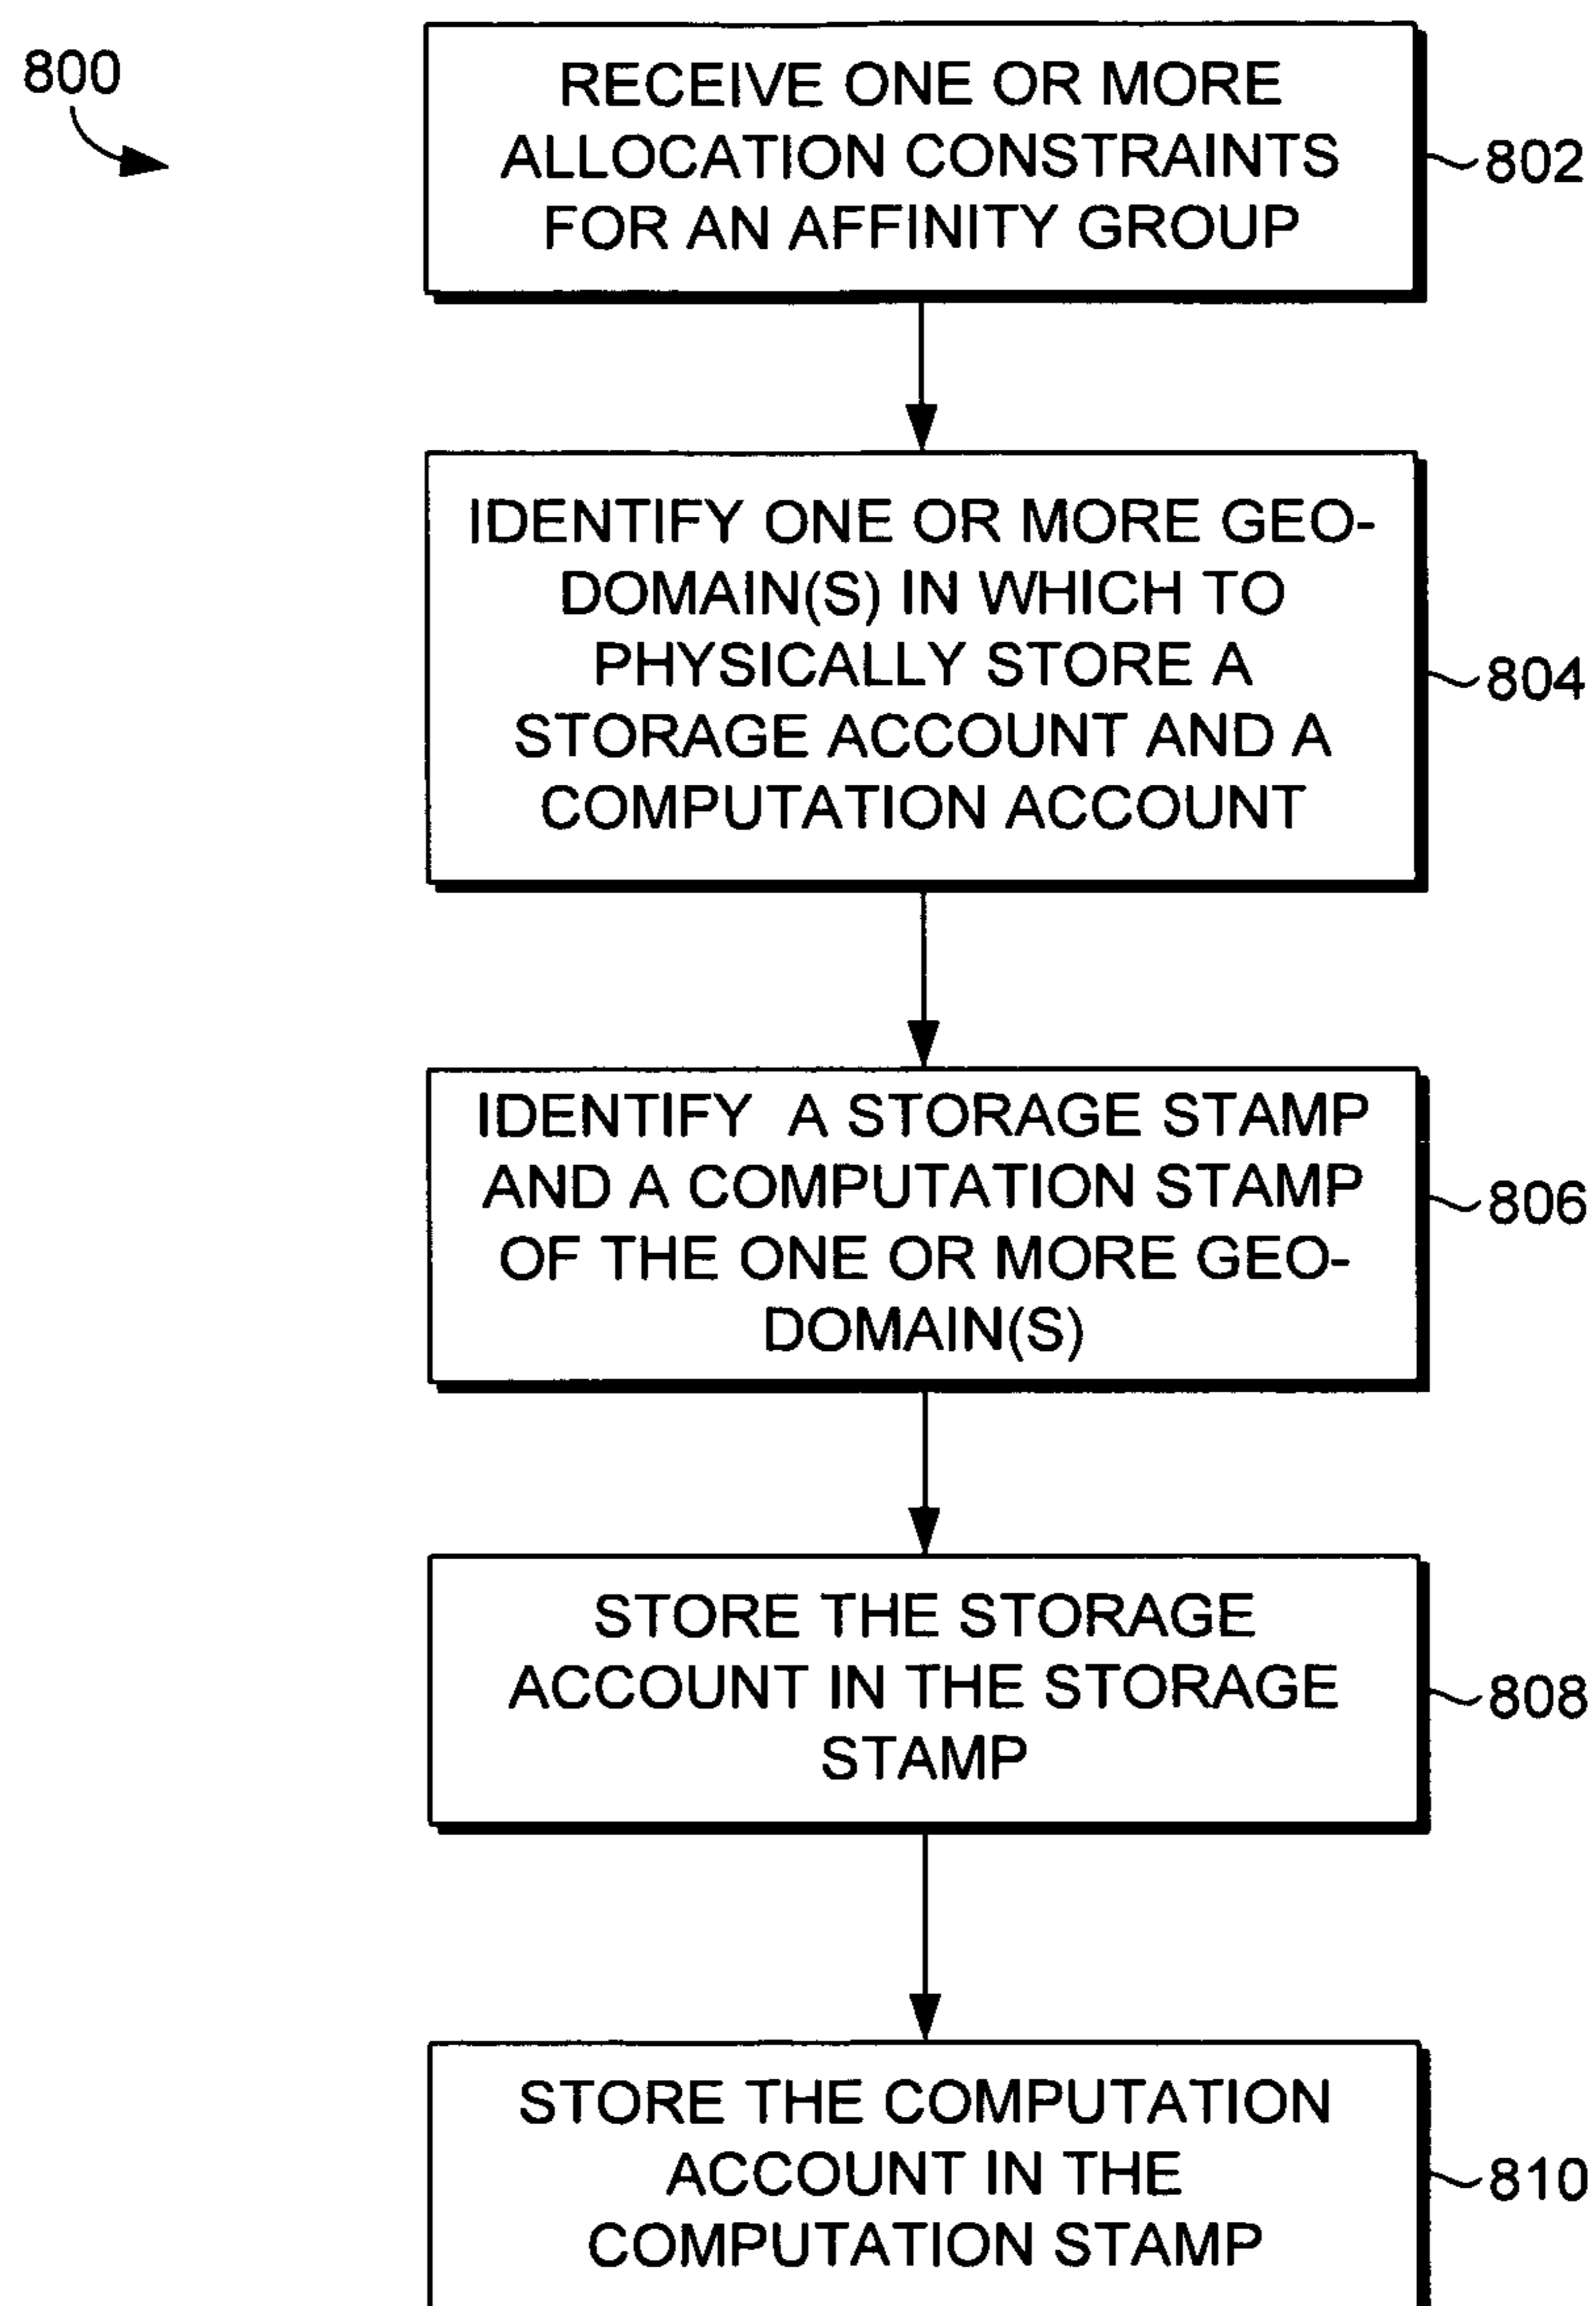 800
RECEIVE ONE OR MORE
ALLOCATION CONSTRAINTS
FOR AN AFFINITY GROUP
802
IDENTIFY ONE OR MORE GEO-
DOMAIN(S) IN WHICH TO
PHYSICALLY STORE A
STORAGE ACCOUNT AND A
COMPUTATION ACCOUNT
804
IDENTIFY A STORAGE STAMP
AND A COMPUTATION STAMP
OF THE ONE OR MORE GEO-
DOMAIN(S)
806
STORE THE STORAGE
ACCOUNT IN THE STORAGE
STAMP
808
STORE THE COMPUTATION
ACCOUNT IN THE
COMPUTATION STAMP
810